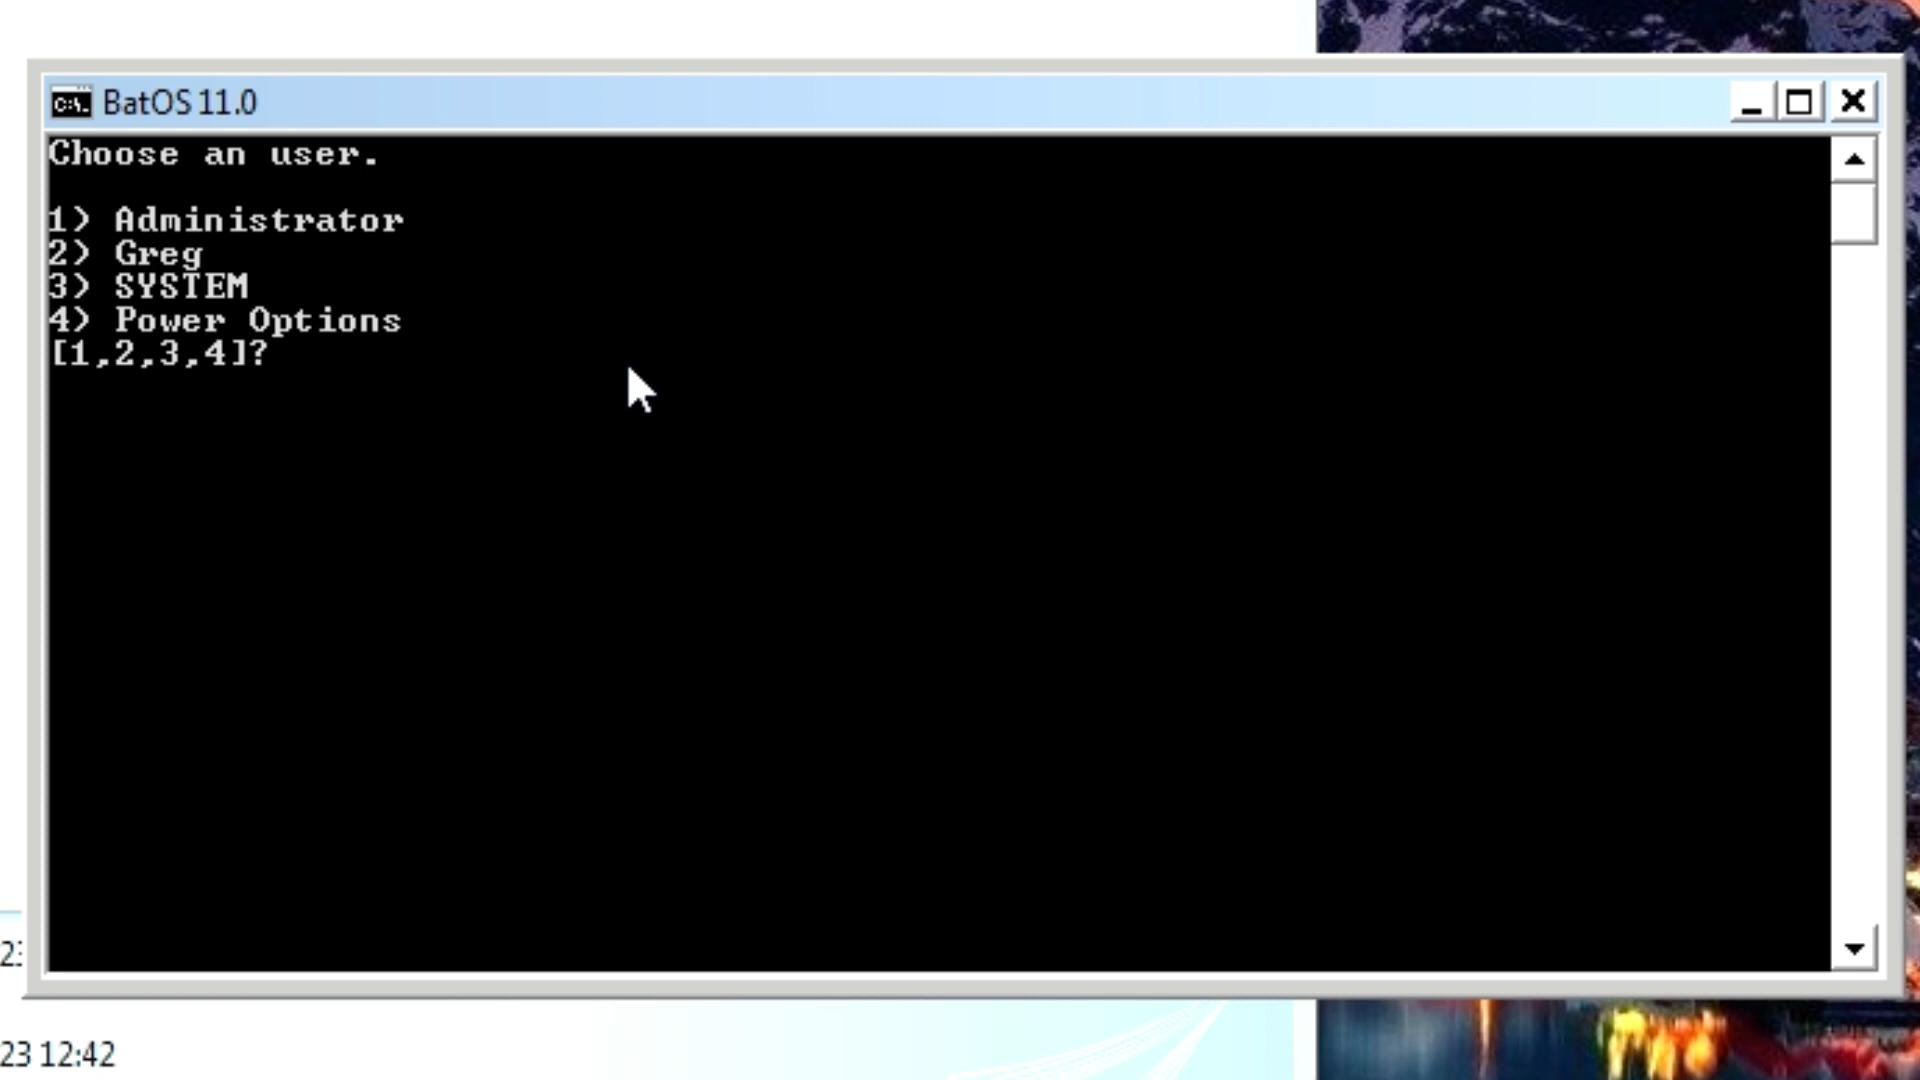 BatOS 11.0
Choose an user.
1) Administrator
2) Greg
3) SYSTEM
4) Power Options
[1,2,3,4]?
23 12:42